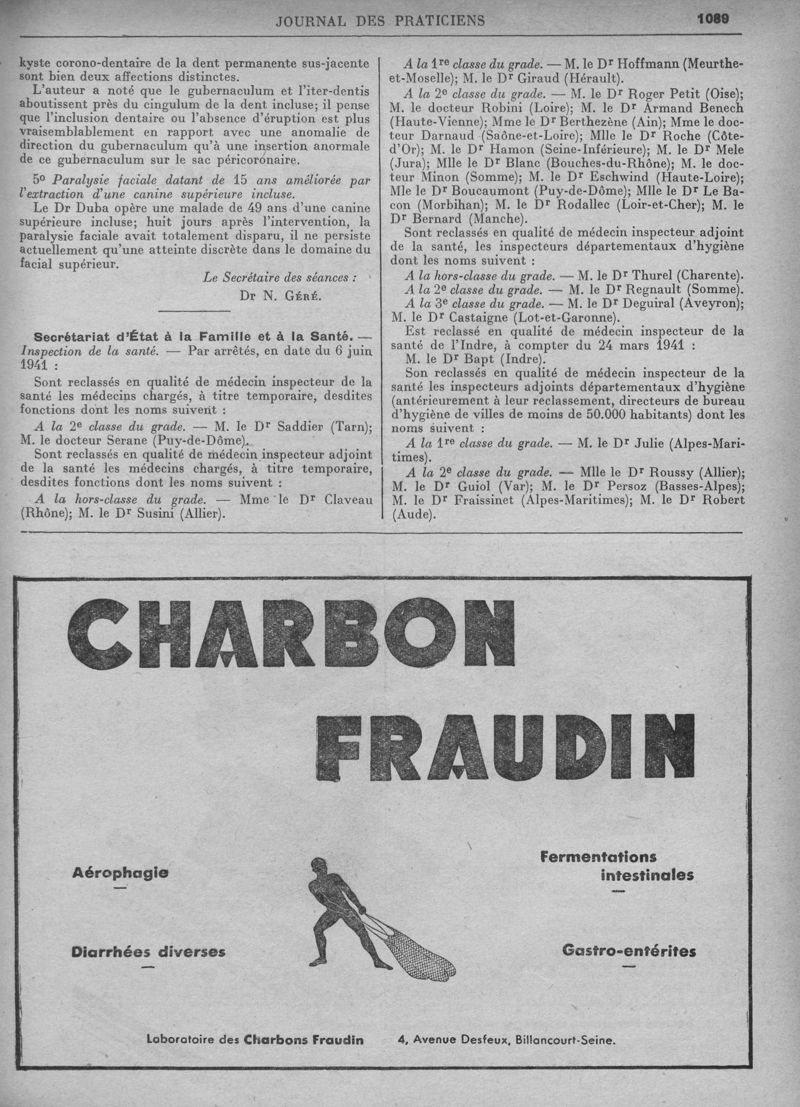 JOURNAL DES PRATICIENS 1089
kyste corono-dentaire de la dent permanente sus-jacente
sont bien deux affections distinctes.
L'auteur a noté que le gubernaculum et l'iter-dentis
aboutissent près du cingulum de la dent incluse; il pense
que l'inclusion dentaire ou l'absence d'éruption est plus
vraisemblablement en rapport avec une anomalie de
direction du gubernaculum qu'à une insertion anormale
de ce gubernaculum sur le sac péricoronaire.
5° Paralysie faciale datant de 15 ans améliorée par
l'extraction d'une canine supérieure incluse.
Le Dr Duba opère une malade de 49 ans d'une canine
supérieure incluse; huit jours après l'intervention, la
paralysie faciale avait totalement disparu, il ne persiste
actuellement qu'une atteinte discrète dans le domaine du
facial supérieur.
Le Secrétaire des séances :
Dr N. GÉRÉ.
Secrétariat d'État à la Famille et à la Santé. —
Inspection de la santé. — Par arrêtés, en date du 6 juin
1941 :
Sont reclassés en qualité de médecin inspecteur de la
santé les médecins chargés, à titre temporaire, desdites
fonctions dont les noms suivent :
A la 2e classe du grade. — M. le Dr Saddier (Tarn);
M. le docteur Serane (Puy-de-Dôme).
Sont reclassés en qualité de médecin inspecteur adjoint
de la santé les médecins chargés, à titre temporaire,
desdites fonctions dont les noms suivent :
A la hors-classe du grade. — Mme le Dr Claveau
(Rhône); M. le Dr Susini (Allier).
A la 1re classe du grade. — M. le Dr Hoffmann (Meurthe-
et-Moselle); M. le Dr Giraud (Hérault).
A la 2e classe du grade. — M. le Dr Roger Petit (Oise);
M. le docteur Robini (Loire); M. le Dr Armand Benech
(Haute-Vienne); Mme le Dr Berthezène (Ain); Mme le doc-
teur Darnaud (Saône-et-Loire); Mlle le Dr Roche (Côte-
d'Or); M. le Dr Hamon (Seine-Inférieure); M. le Dr Mele
(Jura); Mlle le Dr Blanc (Bouches-du-Rhône); M. le doc-
teur Minon (Somme); M. le Dr Eschwind (Haute-Loire);
Mle le Dr Boucaumont (Puy-de-Dôme); Mlle le Dr Le Ba-
con (Morbihan); M. le Dr Rodallec (Loir-et-Cher); M. le
Dr Bernard (Manche).
Sont reclassés en qualité de médecin inspecteur adjoint
de la santé, les inspecteurs départementaux d'hygiène
dont les noms suivent :
A la hors-classe du grade. — M. le Dr Thurel (Charente).
A la 2e classe du grade. — M. le Dr Regnault (Somme).
A la 3e classe du grade. — M. le Dr Deguiral (Aveyron);
M. le Dr Castaigne (Lot-et-Garonne).
Est reclassé en qualité de médecin inspecteur de la
santé de l'Indre, à compter du 24 mars 1941 :
M. le Dr Bapt (Indre).
Son reclassés en qualité de médecin inspecteur de la
santé les inspecteurs adjoints départementaux d'hygiène
(antérieurement à leur reclassement, directeurs de bureau
d'hygiène de villes de moins de 50.000 habitants) dont les
noms suivent :
A la 1re classe du grade. — M. le Dr Julie (Alpes-Mari-
times).
A la 2e classe du grade. — Mlle le Dr Roussy (Allier);
M. le Dr Guiol (Var); M. le Dr Persoz (Basses-Alpes);
M. le Dr Fraissinet (Alpes-Maritimes); M. le Dr Robert
(Aude).
CHARBON
FRAUDIN
Aérophagie
Diarrhées diverses
Fermentations
intestinales
Gastro-entérites
Laboratoire des Charbons Fraudin 4, Avenue Desfeux, Billancourt-Seine.